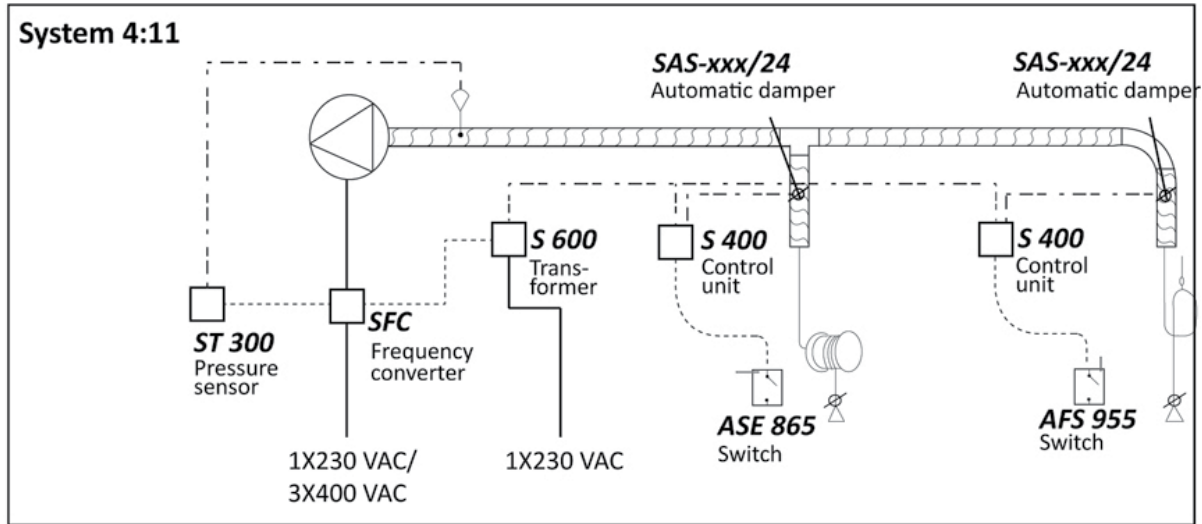 System 4:11
SAS-xxx/24
Automatic damper
SAS-xxx/24
Automatic damper
S 600
Trans-
former
S 400
Control
unit
S 400
Control
unit
ST 300
Pressure
sensor
SFC
Frequency
converter
ASE 865
Switch
AFS 955
Switch
1X230 VAC/
3X400 VAC
1X230 VAC